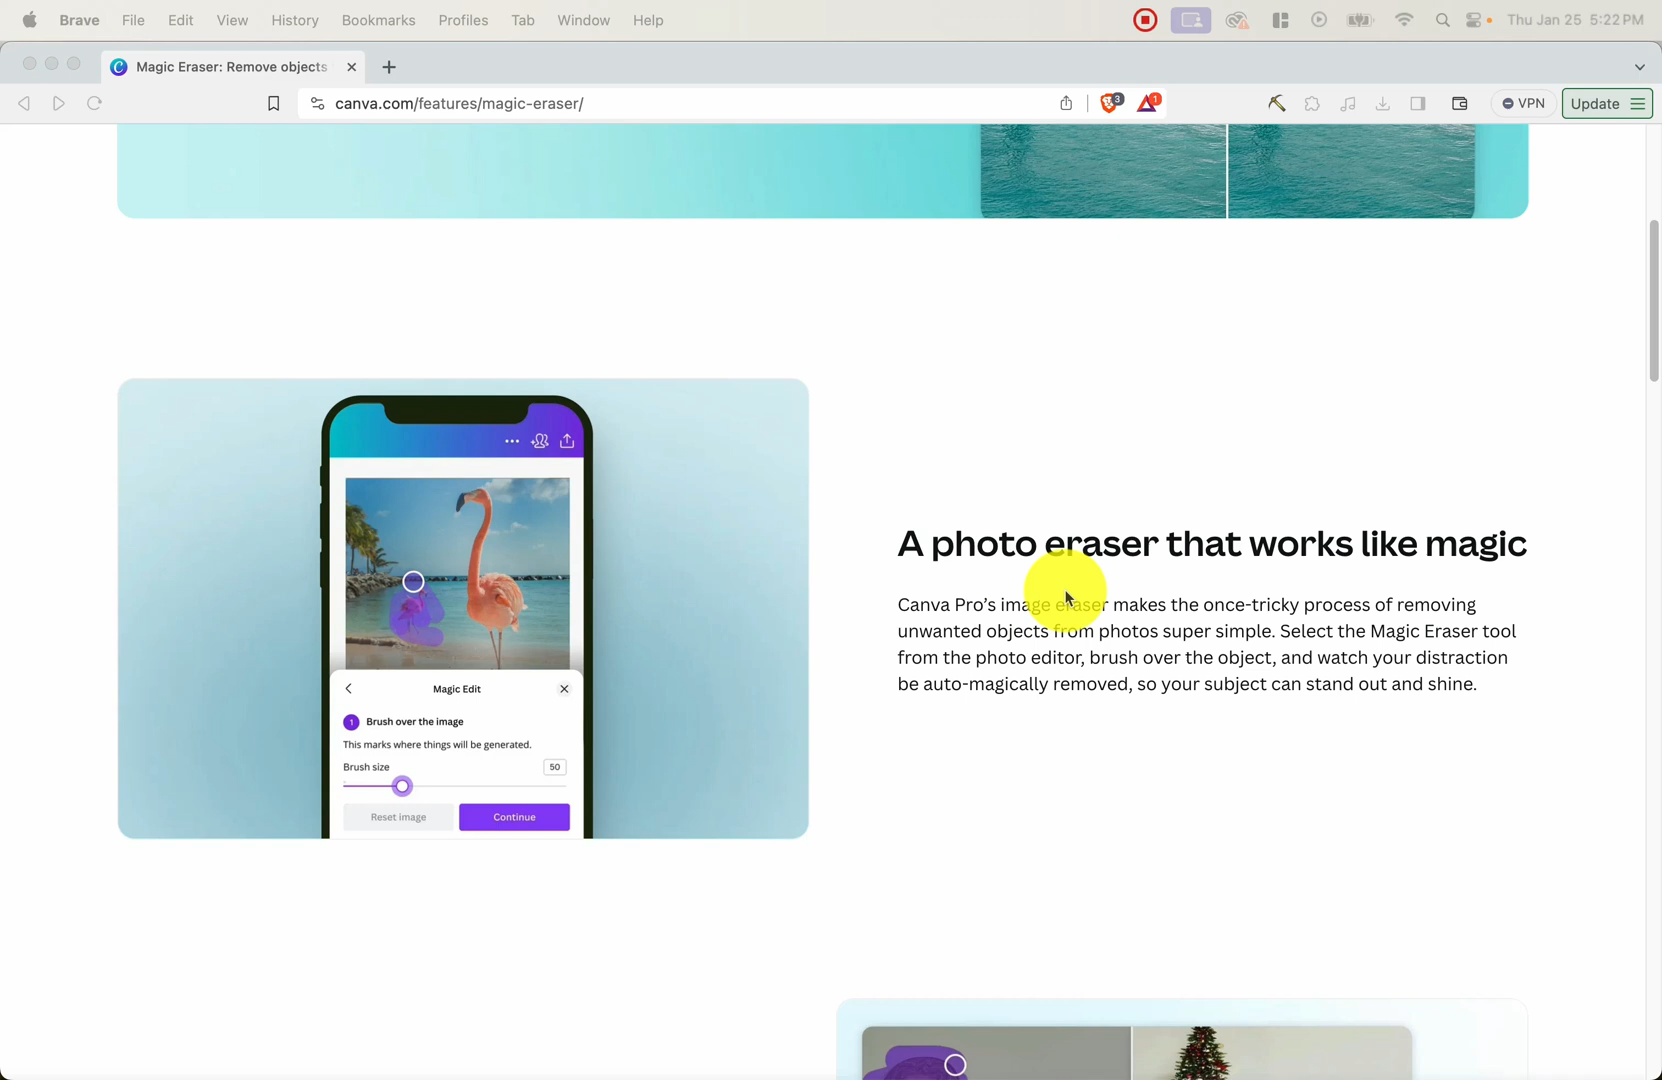 Brave File Edit View History Bookmarks Profiles Tab Window Help Thu Jan 25 5:22 PM
Magic Eraser: Remove objects
canva.com/features/magic-eraser/ 3 1 VPN Update
A photo eraser that works like magic
Canva Pro’s image eraser makes the once-tricky process of removing
unwanted objects from photos super simple. Select the Magic Eraser tool
from the photo editor, brush over the object, and watch your distraction
be auto-magically removed, so your subject can stand out and shine.
Magic Edit
1 Brush over the image
This marks where things will be generated.
Brush size 50
Reset image Continue